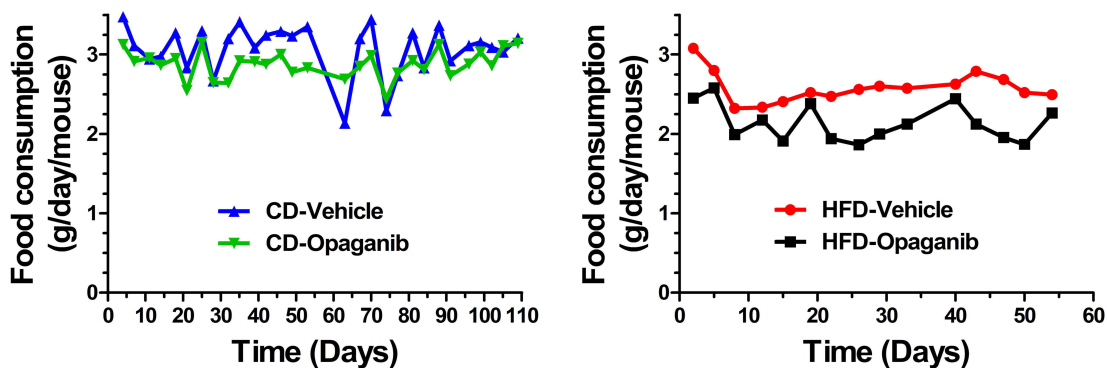 Food consumption
(g/day/mouse)
3
2
1
0
CD-Vehicle
CD-Opaganib
0 10 20 30 40 50 60 70 80 90 100 110
Time (Days)
Food consumption
(g/day/mouse)
3
2
1
0
HFD-Vehicle
HFD-Opaganib
0 10 20 30 40 50 60
Time (Days)